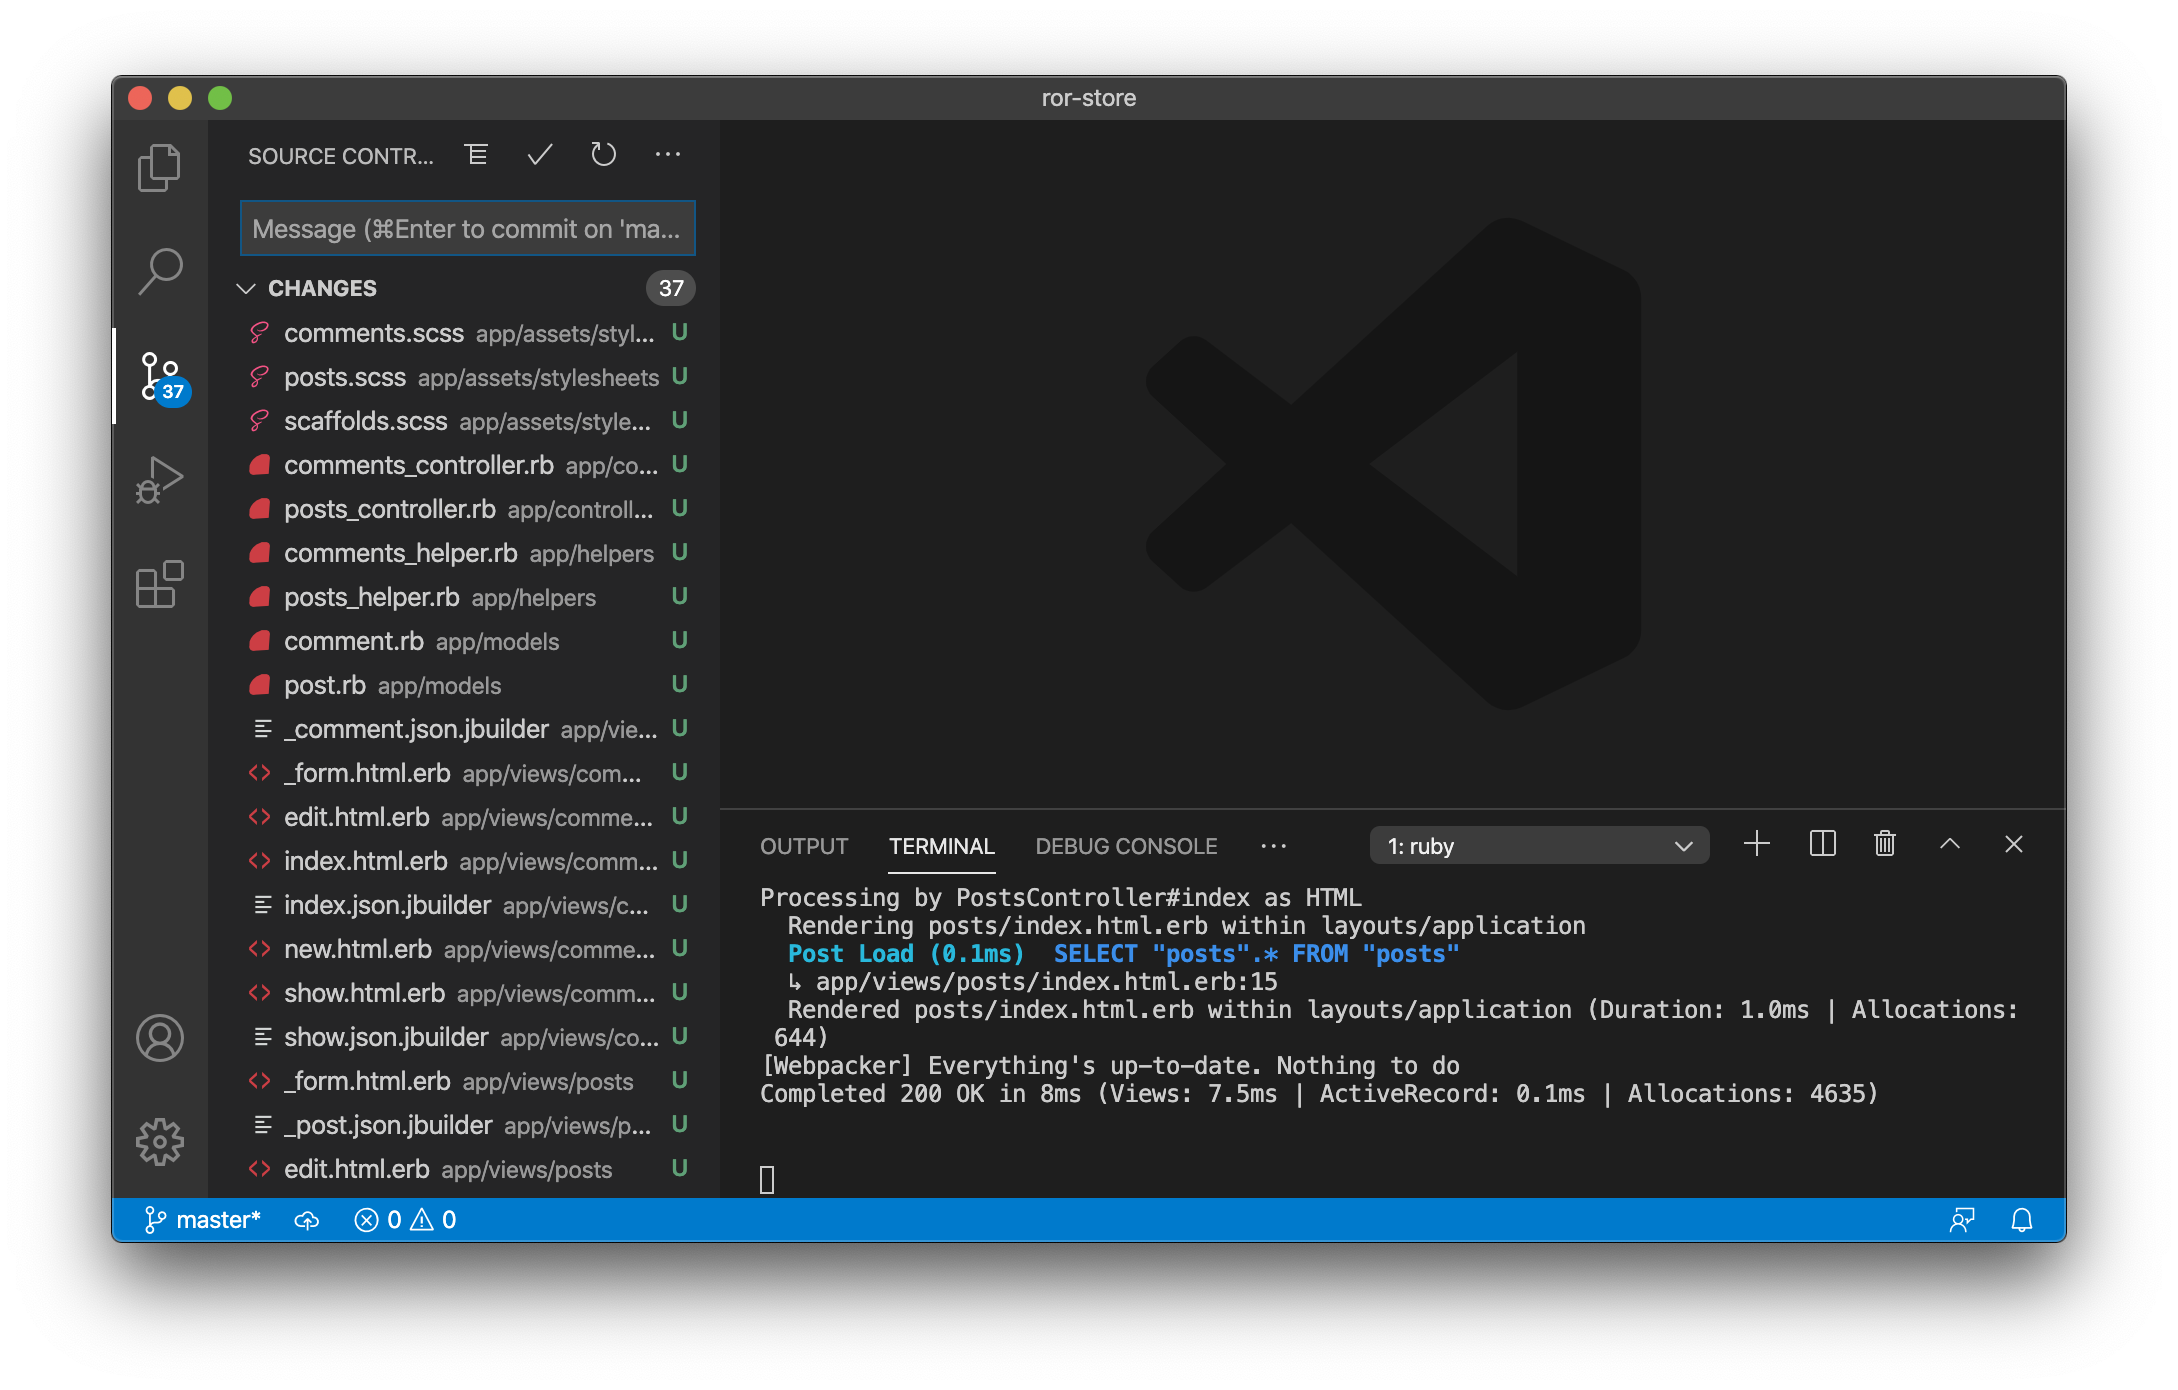 ror-store
SOURCE CONTR...
Message (⌘Enter to commit on 'ma...
CHANGES 37
comments.scss app/assets/styl... U
posts.scss app/assets/stylesheets U
scaffolds.scss app/assets/style... U
37
comments_controller.rb app/co... U
posts_controller.rb app/controll... U
comments_helper.rb app/helpers U
posts_helper.rb app/helpers U
comment.rb app/models U
post.rb app/models U
_comment.json.jbuilder app/vie... U
_form.html.erb app/views/com... U
edit.html.erb app/views/comme... U
index.html.erb app/views/comm... U
index.json.jbuilder app/views/c... U
new.html.erb app/views/comme... U
show.html.erb app/views/comm... U
show.json.jbuilder app/views/co... U
_form.html.erb app/views/posts U
_post.json.jbuilder app/views/p... U
edit.html.erb app/views/posts U
OUTPUT TERMINAL DEBUG CONSOLE ... 1: ruby
Processing by PostsController#index as HTML
Rendering posts/index.html.erb within layouts/application
Post Load (0.1ms) SELECT "posts".* FROM "posts"
↳ app/views/posts/index.html.erb:15
Rendered posts/index.html.erb within layouts/application (Duration: 1.0ms | Allocations:
644)
[Webpacker] Everything's up-to-date. Nothing to do
Completed 200 OK in 8ms (Views: 7.5ms | ActiveRecord: 0.1ms | Allocations: 4635)
master* 0 0